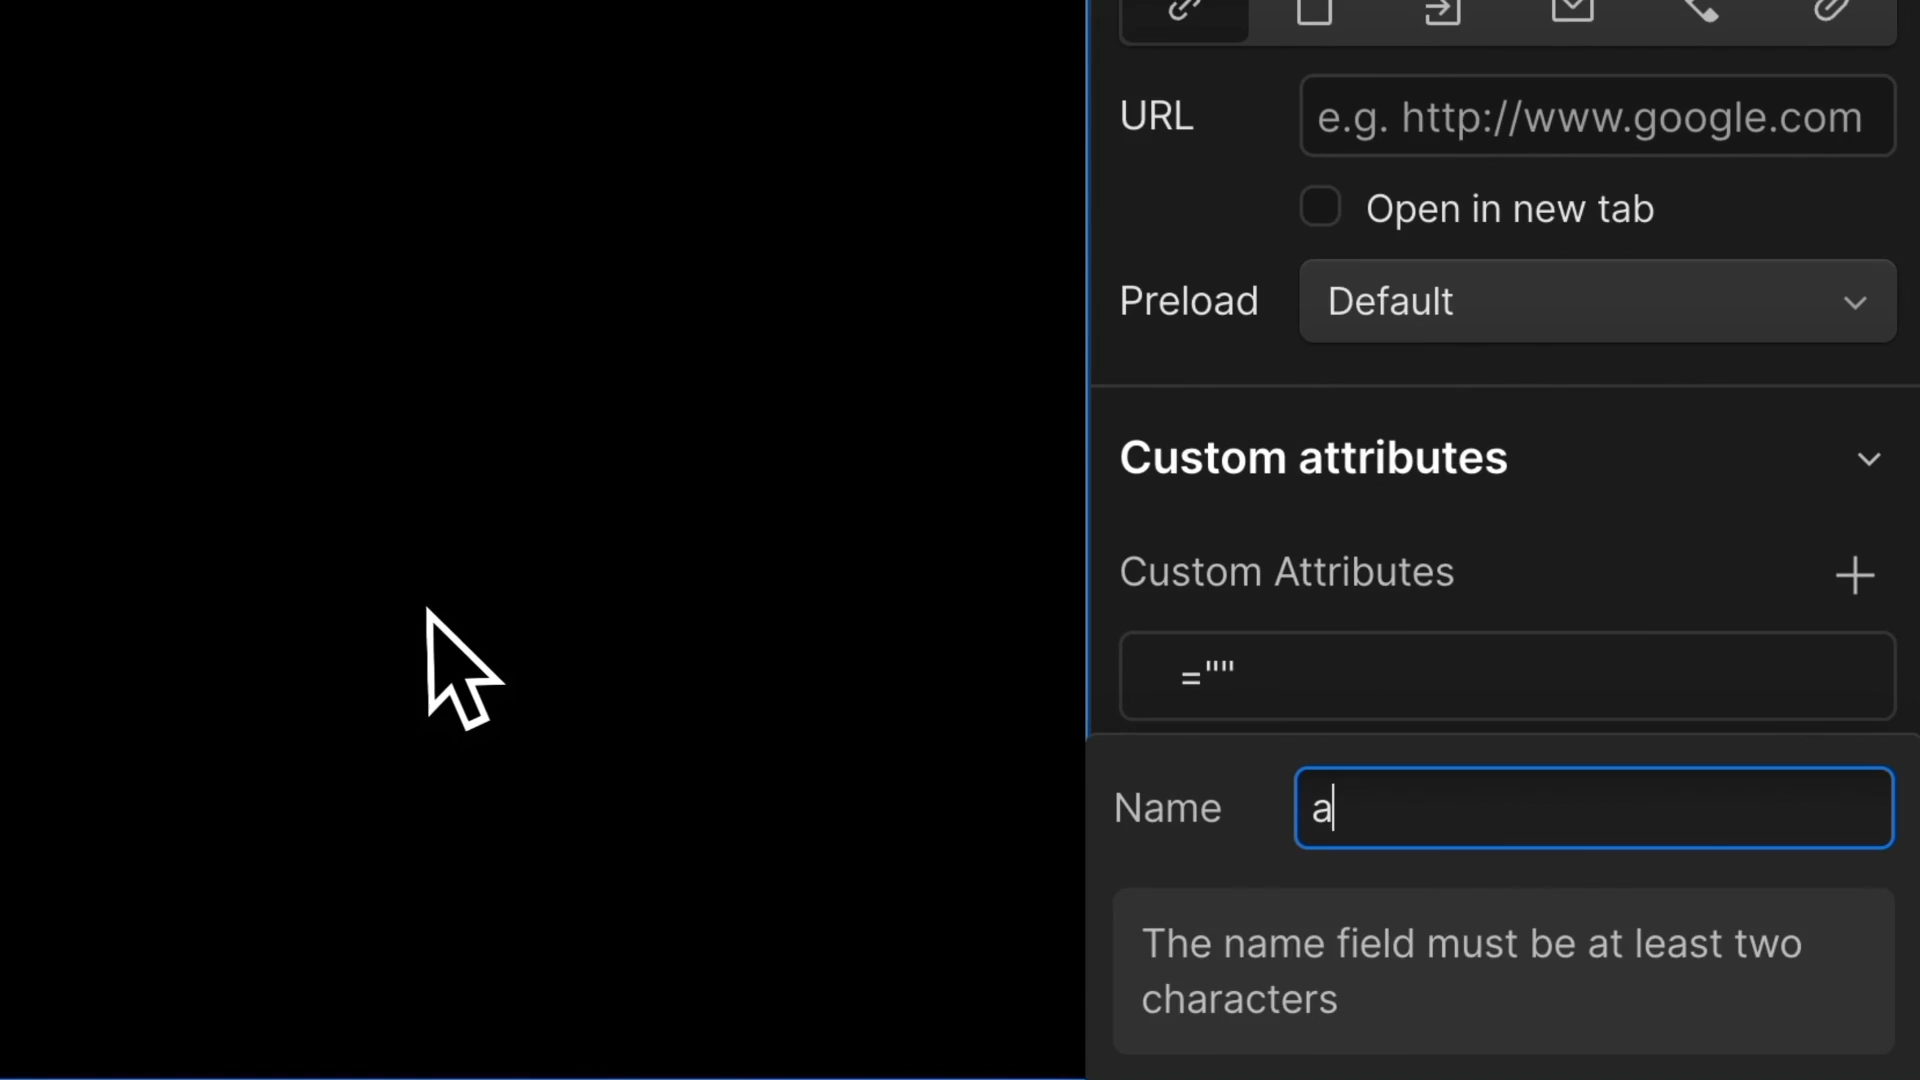 URL
e.g. http://www.google.com
Open in new tab
Preload
Default
Custom attributes
Custom Attributes
=""
Name
a
The name field must be at least two
characters